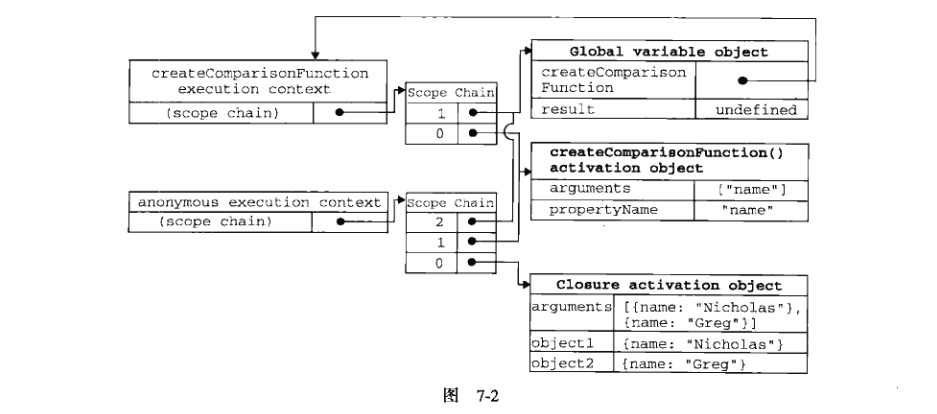 createComparisonFunction
execution context
(scope chain)
Scope Chain
1
0
Global variable object
createComparison
Function
result undefined
createComparisonFunction()
activation object
arguments ["name"]
propertyName "name"
anonymous execution context
(scope chain)
Scope Chain
2
1
0
Closure activation object
arguments [{name: "Nicholas"},
{name: "Greg"}]
object1 {name: "Nicholas"}
object2 {name: "Greg"}
图 7-2